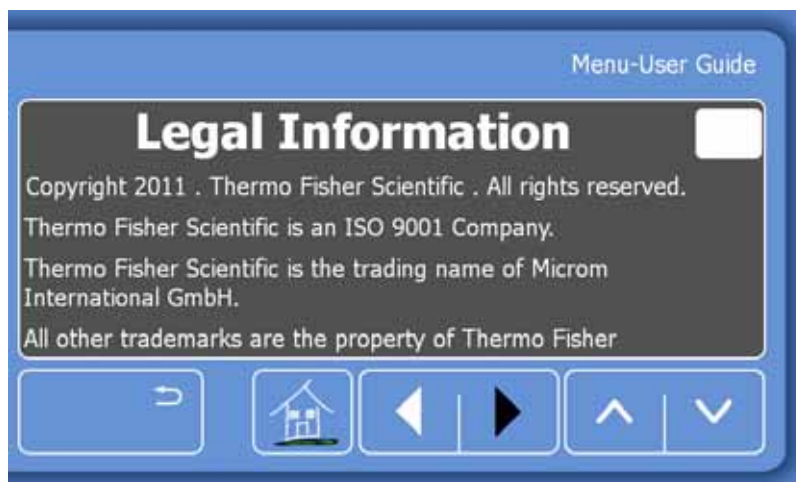 Menu-User Guide
Legal Information
Copyright 2011 . Thermo Fisher Scientific . All rights reserved.
Thermo Fisher Scientific is an ISO 9001 Company.
Thermo Fisher Scientific is the trading name of Microm
International GmbH.
All other trademarks are the property of Thermo Fisher